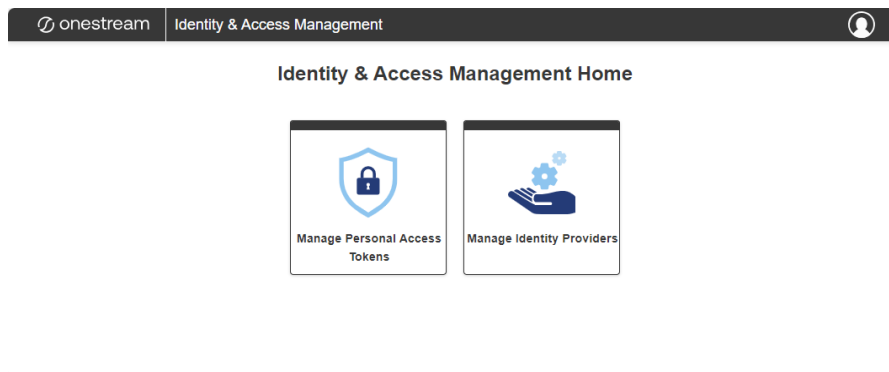 onestream
Identity & Access Management
Identity & Access Management Home
Manage Personal Access
Tokens
Manage Identity Providers